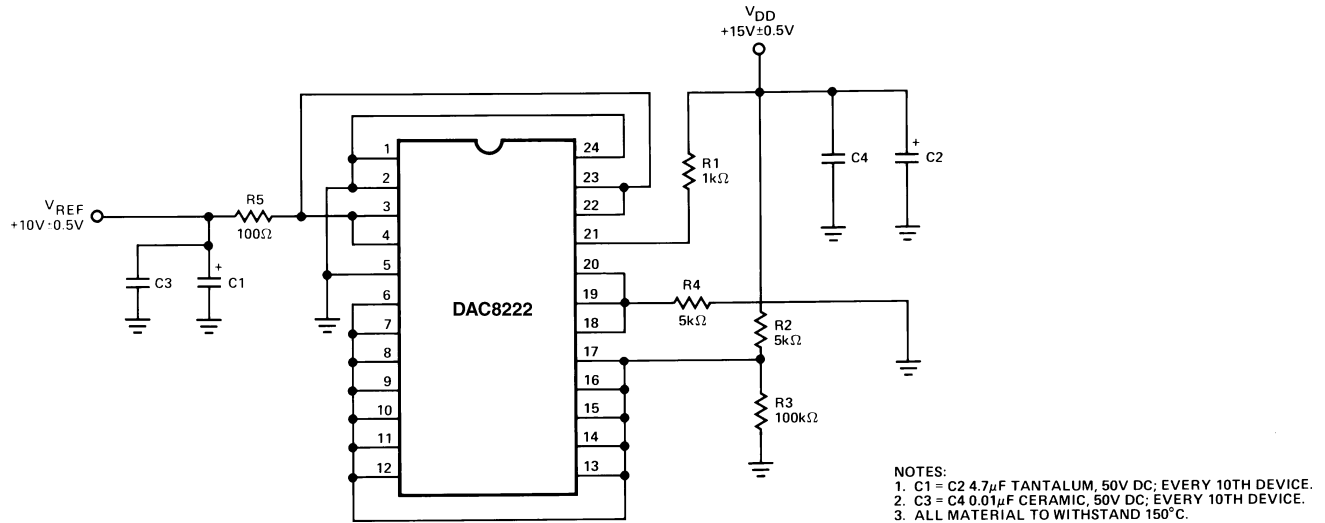 VDD
+15V±0.5V
VREF
+10V±0.5V
R5
100Ω
C3
+
C1
1
2
3
4
5
6
7
8
9
10
11
12
DAC8222
24
23
22
21
20
19
18
17
16
15
14
13
R1
1kΩ
C4
+
C2
R4
5kΩ
R2
5kΩ
R3
100kΩ
NOTES:
1. C1 = C2 4.7μF TANTALUM, 50V DC; EVERY 10TH DEVICE.
2. C3 = C4 0.01μF CERAMIC, 50V DC; EVERY 10TH DEVICE.
3. ALL MATERIAL TO WITHSTAND 150°C.